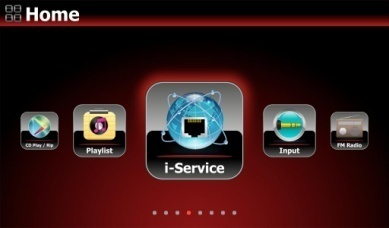 Home
CD Play / Rip
Playlist
i-Service
Input
FM Radio